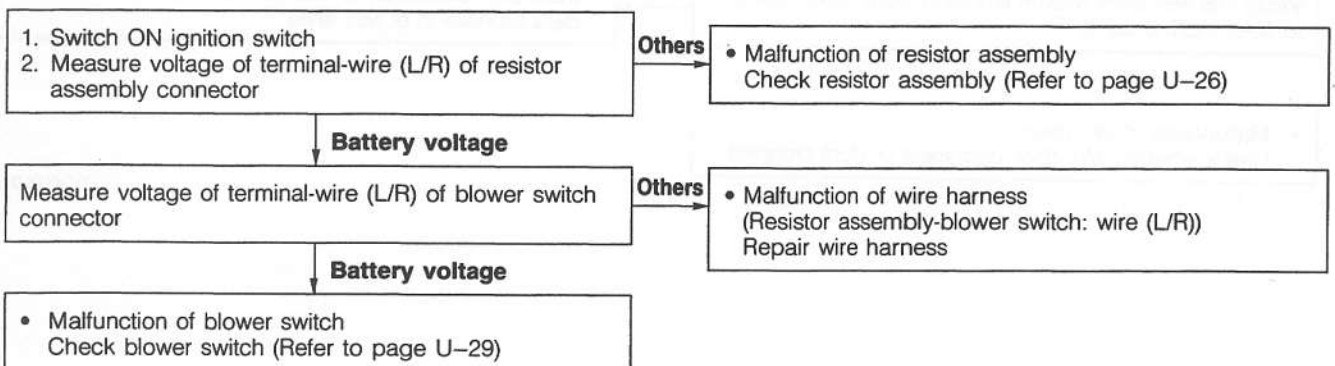 1. Switch ON ignition switch
2. Measure voltage of terminal-wire (L/R) of resistor
assembly connector
Others
• Malfunction of resistor assembly
Check resistor assembly (Refer to page U–26)
Battery voltage
Measure voltage of terminal-wire (L/R) of blower switch
connector
Others
• Malfunction of wire harness
(Resistor assembly-blower switch: wire (L/R))
Repair wire harness
Battery voltage
• Malfunction of blower switch
Check blower switch (Refer to page U–29)